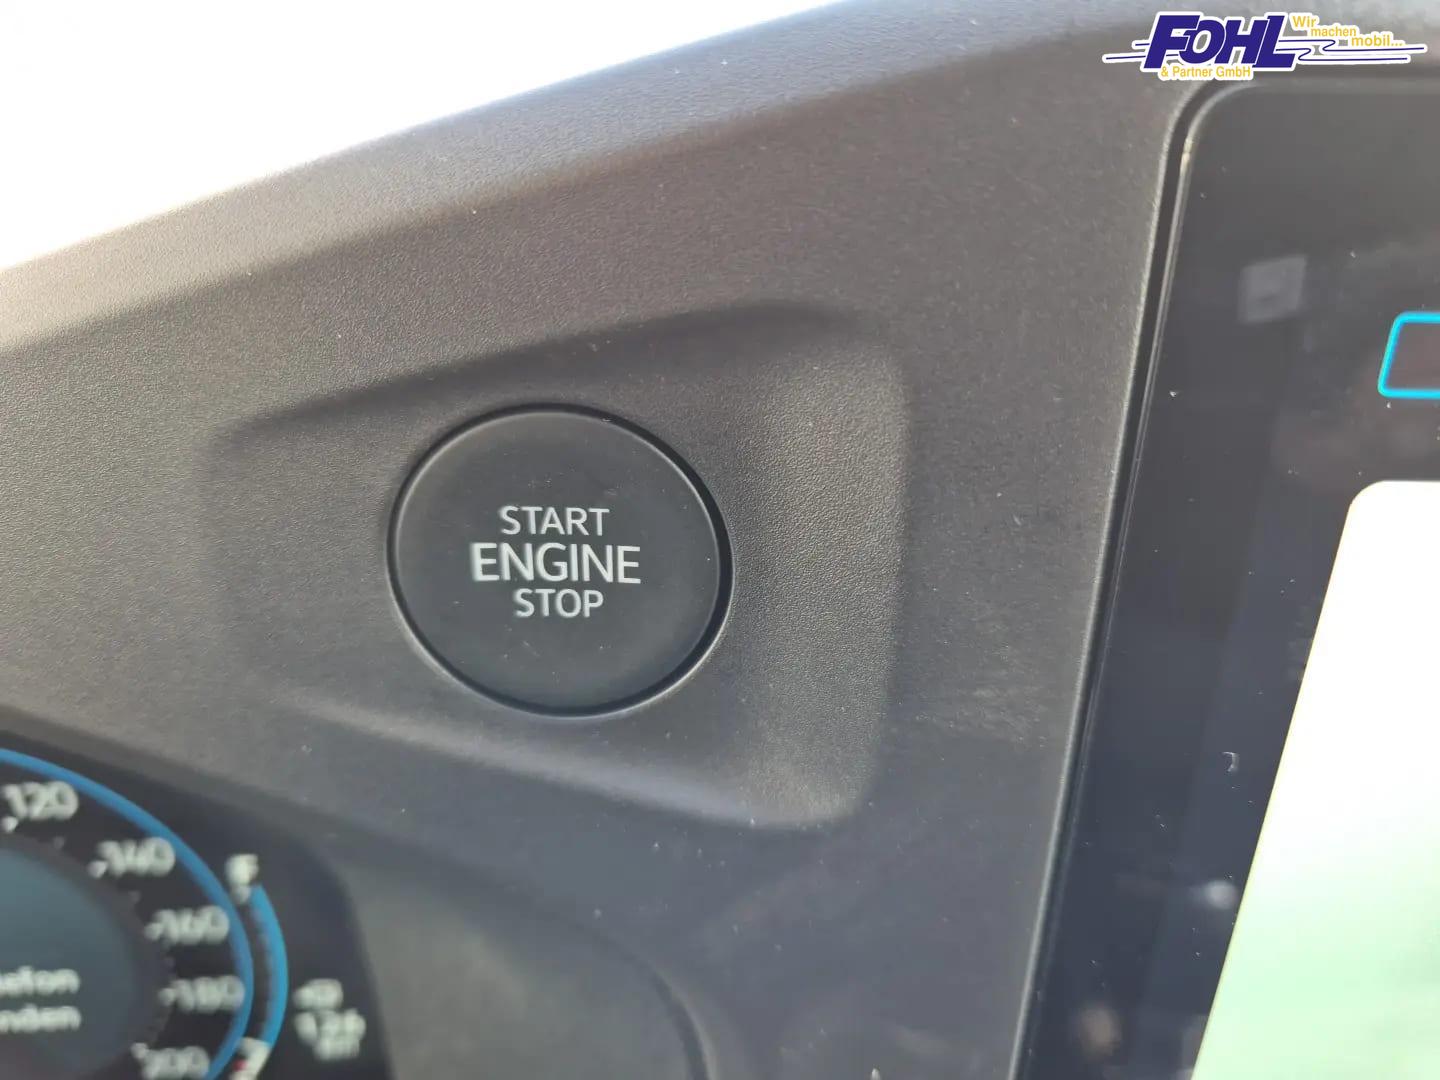 FOHL
Wir
machen
mobil...
& Partner GmbH
START
ENGINE
STOP
120
140
160
180
200
F